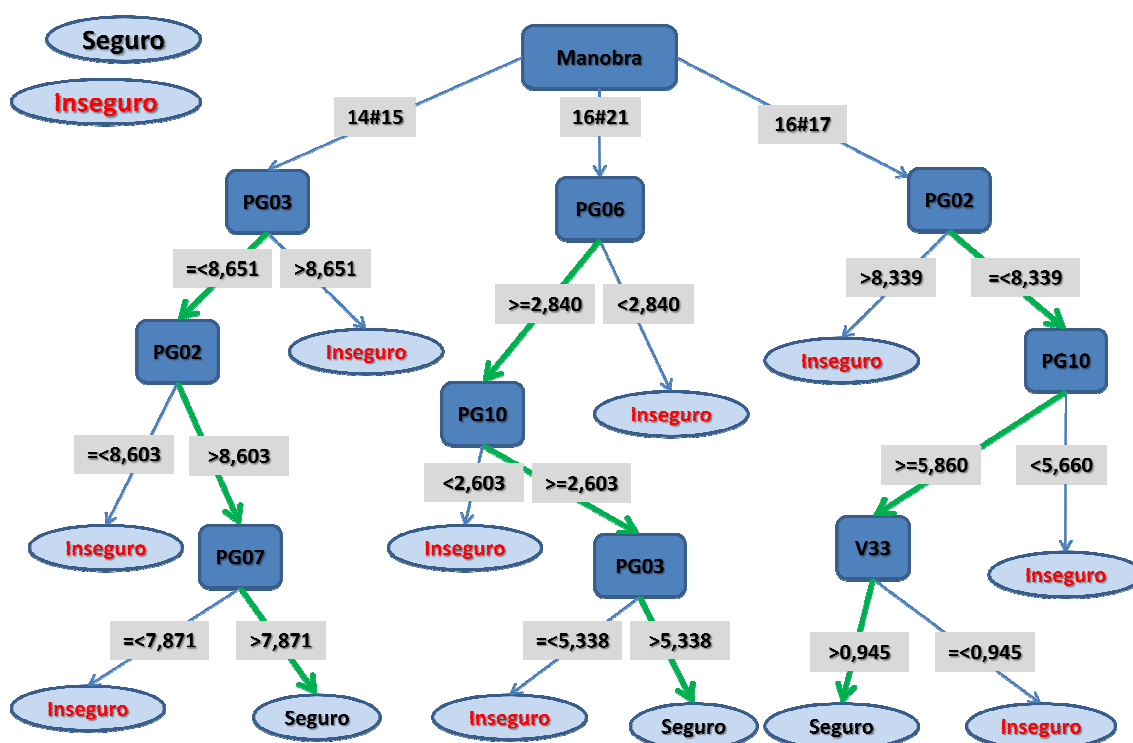 Seguro
Inseguro
Manobra
14#15
16#21
16#17
PG03
PG06
PG02
=<8,651
>8,651
>=2,840
<2,840
>8,339
=<8,339
PG02
Inseguro
PG10
Inseguro
Inseguro
PG10
=<8,603
>8,603
<2,603
>=2,603
>=5,860
<5,660
Inseguro
PG07
Inseguro
PG03
V33
Inseguro
=<7,871
>7,871
=<5,338
>5,338
>0,945
=<0,945
Inseguro
Seguro
Inseguro
Seguro
Seguro
Inseguro